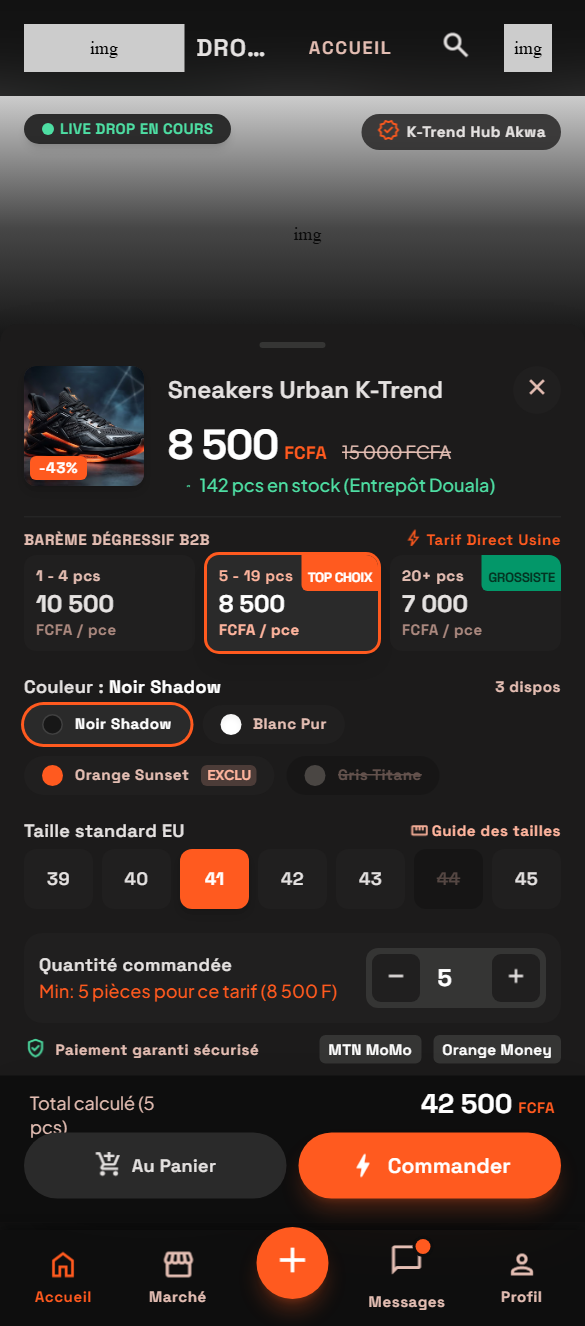 img
DRO...
ACCUEIL
img
LIVE DROP EN COURS
K-Trend Hub Akwa
img
Sneakers Urban K-Trend
8 500 FCFA 15 000 FCFA
-43%
· 142 pcs en stock (Entrepôt Douala)
BARÈME DÉGRESSIF B2B
Tarif Direct Usine
1 - 4 pcs
10 500
FCFA / pce
5 - 19 pcs
TOP CHOIX
8 500
FCFA / pce
20+ pcs
GROSSISTE
7 000
FCFA / pce
Couleur : Noir Shadow
3 dispos
Noir Shadow
Blanc Pur
Orange Sunset EXCLU
Gris Titane
Taille standard EU
Guide des tailles
39 40 41 42 43 44 45
Quantité commandée
Min: 5 pièces pour ce tarif (8 500 F)
− 5 +
Paiement garanti sécurisé
MTN MoMo
Orange Money
Total calculé (5
pcs)
42 500 FCFA
Au Panier
Commander
Accueil
Marché
Messages
Profil